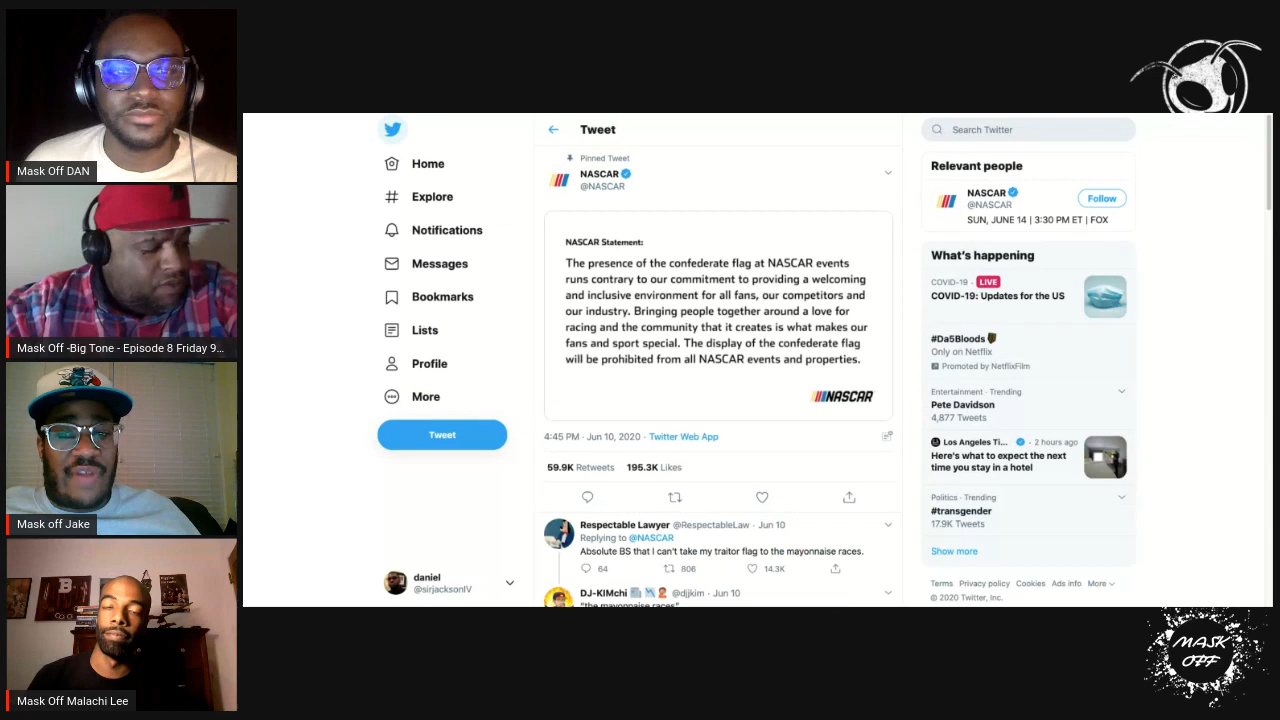 Mask Off DAN
Mask Off -Big Tone - Episode 8 Friday 9...
Mask off Jake
Mask Off Malachi Lee
Home
Explore
Notifications
Messages
Bookmarks
Lists
Profile
More
Tweet
daniel
@sirjacksonIV
Tweet
Pinned Tweet
NASCAR
@NASCAR
NASCAR Statement:
The presence of the confederate flag at NASCAR events
runs contrary to our commitment to providing a welcoming
and inclusive environment for all fans, our competitors and
our industry. Bringing people together around a love for
racing and the community that it creates is what makes our
fans and sport special. The display of the confederate flag
will be prohibited from all NASCAR events and properties.
NASCAR
4:45 PM · Jun 10, 2020 · Twitter Web App
59.9K Retweets 195.3K Likes
Respectable Lawyer @RespectableLaw · Jun 10
Replying to @NASCAR
Absolute BS that I can't take my traitor flag to the mayonnaise races.
64 806 14.3K
DJ-KIMchi @djjkim · Jun 10
"the mayonnaise races"
Search Twitter
Relevant people
NASCAR
@NASCAR
Follow
SUN, JUNE 14 | 3:30 PM ET | FOX
What's happening
COVID-19 · LIVE
COVID-19: Updates for the US
#Da5Bloods
Only on Netflix
Promoted by NetflixFilm
Entertainment · Trending
Pete Davidson
4,877 Tweets
Los Angeles Ti... · 2 hours ago
Here's what to expect the next
time you stay in a hotel
Politics · Trending
#transgender
17.9K Tweets
Show more
Terms Privacy policy Cookies Ads info More
© 2020 Twitter, Inc.
MASK
OFF